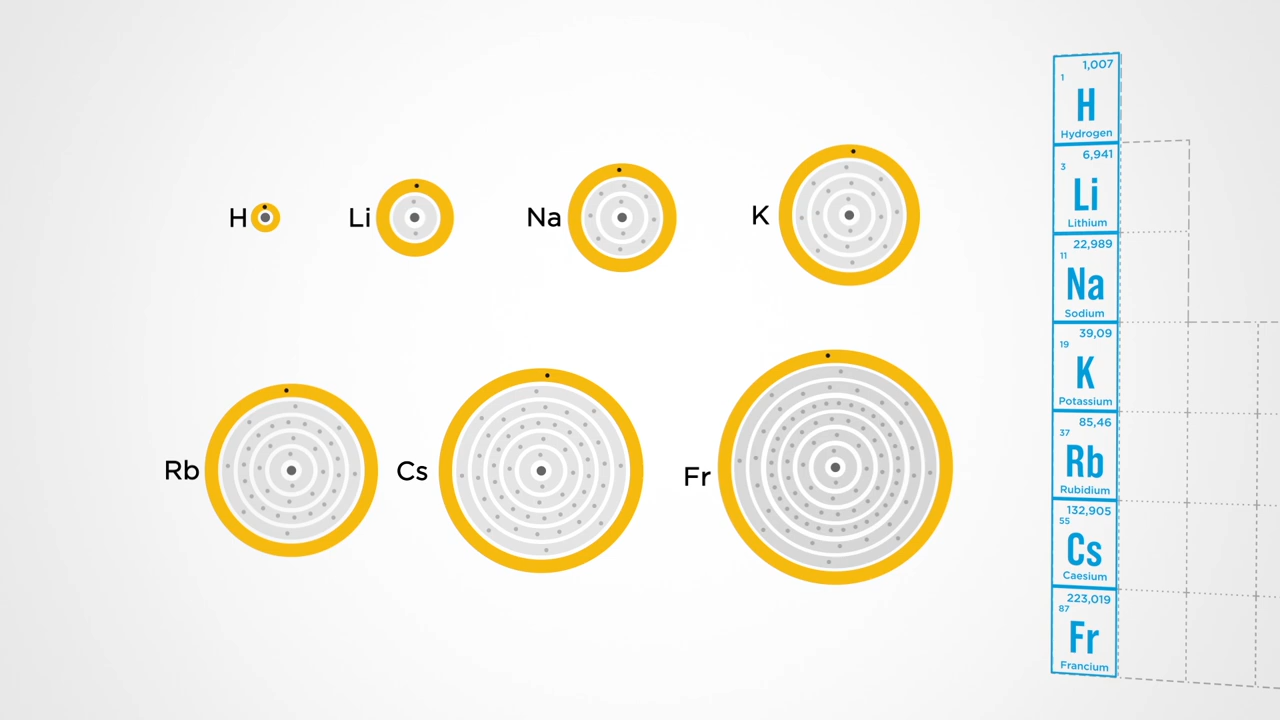 H
Li
Na
K
Rb
Cs
Fr
1,007
1
H
Hydrogen
6,941
3
Li
Lithium
22,989
11
Na
Sodium
39,09
19
K
Potassium
85,46
37
Rb
Rubidium
132,905
55
Cs
Caesium
223,019
87
Fr
Francium